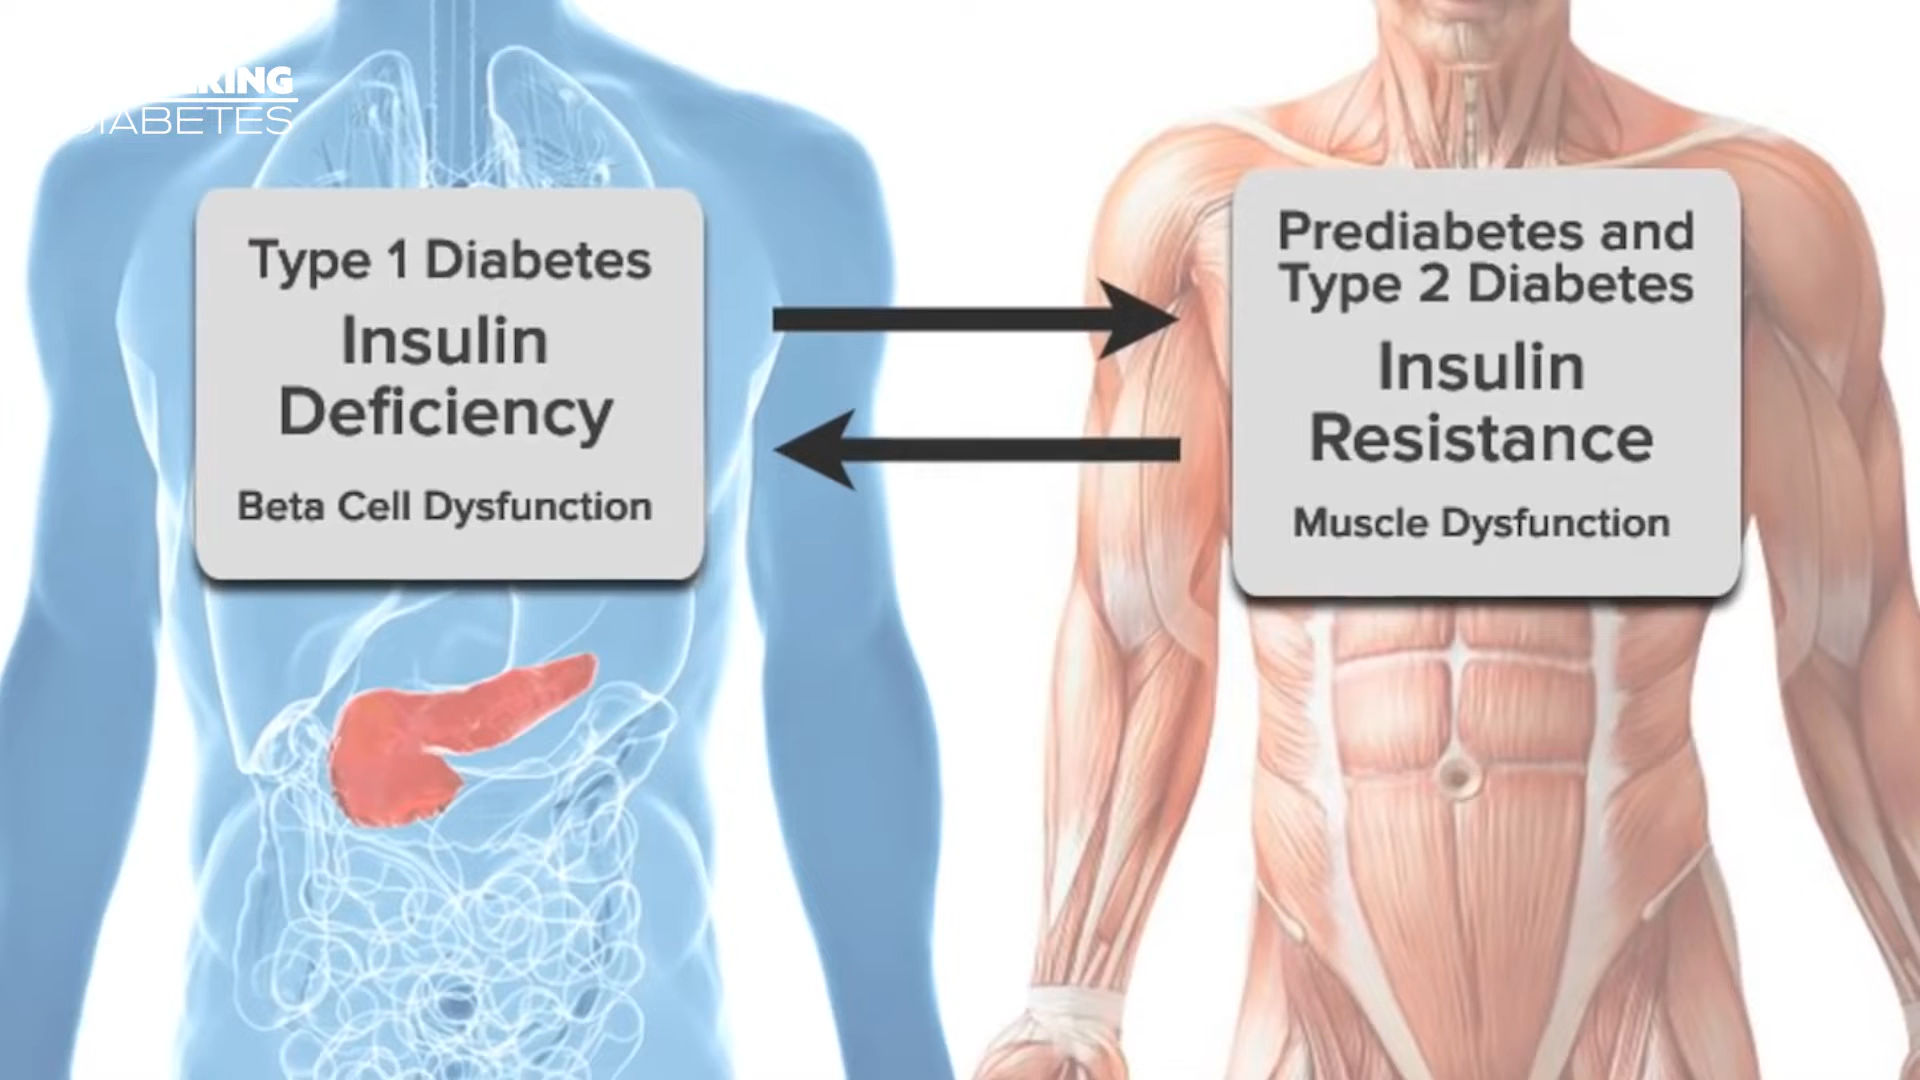 DIABETES
Type 1 Diabetes
Insulin
Deficiency
Beta Cell Dysfunction
Prediabetes and
Type 2 Diabetes
Insulin
Resistance
Muscle Dysfunction